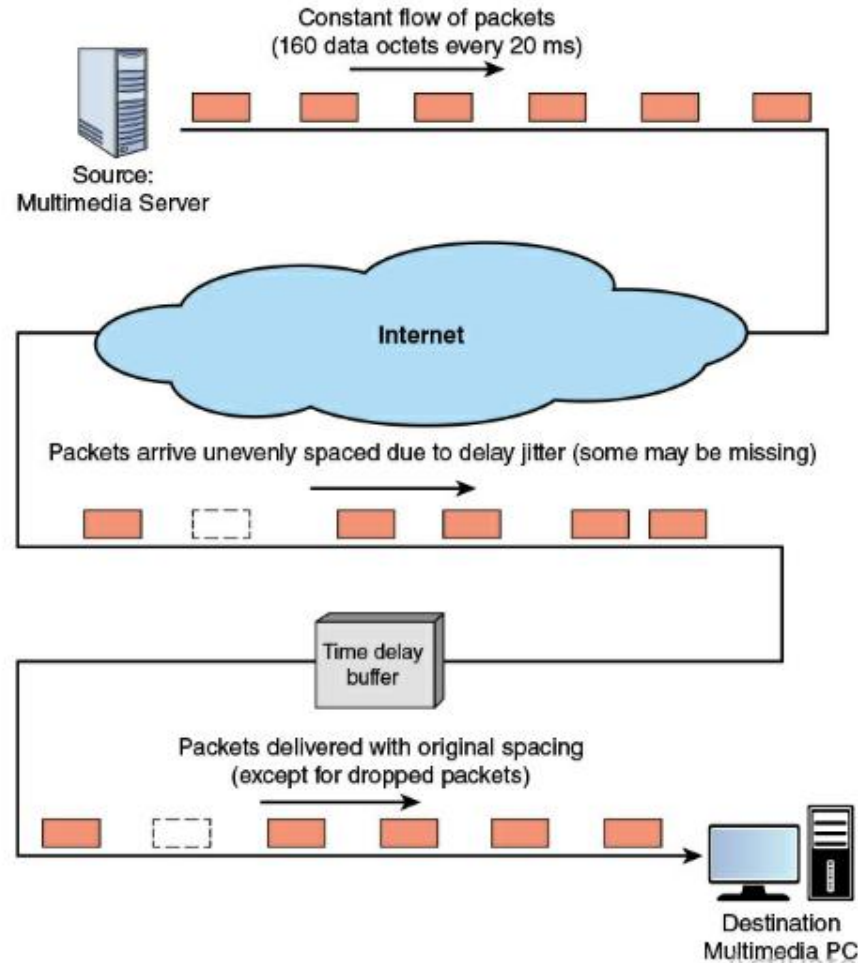 Constant flow of packets
(160 data octets every 20 ms)
Source:
Multimedia Server
Internet
Packets arrive unevenly spaced due to delay jitter (some may be missing)
Time delay
buffer
Packets delivered with original spacing
(except for dropped packets)
Destination
Multimedia PC